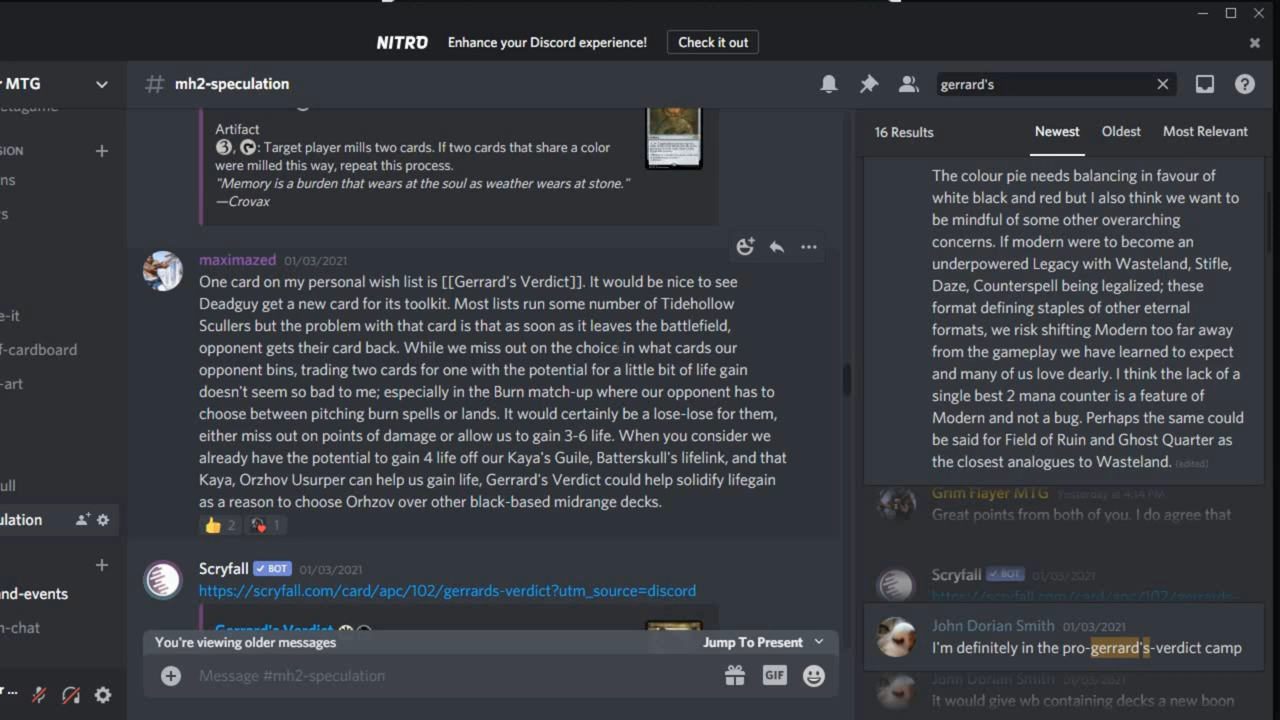 NITRO Enhance your Discord experience! Check it out
MTG
# mh2-speculation
gerrard's
SION
ns
s
e-it
f-cardboard
-art
ull
ulation
nd-events
n-chat
...
Artifact
3, : Target player mills two cards. If two cards that share a color
were milled this way, repeat this process.
"Memory is a burden that wears at the soul as weather wears at stone."
—Crovax
maximazed 01/03/2021
One card on my personal wish list is [[Gerrard's Verdict]]. It would be nice to see
Deadguy get a new card for its toolkit. Most lists run some number of Tidehollow
Scullers but the problem with that card is that as soon as it leaves the battlefield,
opponent gets their card back. While we miss out on the choice in what cards our
opponent bins, trading two cards for one with the potential for a little bit of life gain
doesn't seem so bad to me; especially in the Burn match-up where our opponent has to
choose between pitching burn spells or lands. It would certainly be a lose-lose for them,
either miss out on points of damage or allow us to gain 3-6 life. When you consider we
already have the potential to gain 4 life off our Kaya's Guile, Batterskull's lifelink, and that
Kaya, Orzhov Usurper can help us gain life, Gerrard's Verdict could help solidify lifegain
as a reason to choose Orhzov over other black-based midrange decks.
2 1
Scryfall BOT 01/03/2021
https://scryfall.com/card/apc/102/gerrards-verdict?utm_source=discord
Gerrard's Verdict
You're viewing older messages Jump To Present
Message #mh2-speculation
GIF
16 Results Newest Oldest Most Relevant
The colour pie needs balancing in favour of
white black and red but I also think we want to
be mindful of some other overarching
concerns. If modern were to become an
underpowered Legacy with Wasteland, Stifle,
Daze, Counterspell being legalized; these
format defining staples of other eternal
formats, we risk shifting Modern too far away
from the gameplay we have learned to expect
and many of us love dearly. I think the lack of a
single best 2 mana counter is a feature of
Modern and not a bug. Perhaps the same could
be said for Field of Ruin and Ghost Quarter as
the closest analogues to Wasteland. (edited)
Grim Flayer MTG Yesterday at 4:14 PM
Great points from both of you. I do agree that
Scryfall BOT 01/03/2021
https://scryfall.com/card/apc/102/gerrards-
John Dorian Smith 01/03/2021
I'm definitely in the pro-gerrard's-verdict camp
John Dorian Smith 01/03/2021
it would give wb containing decks a new boon